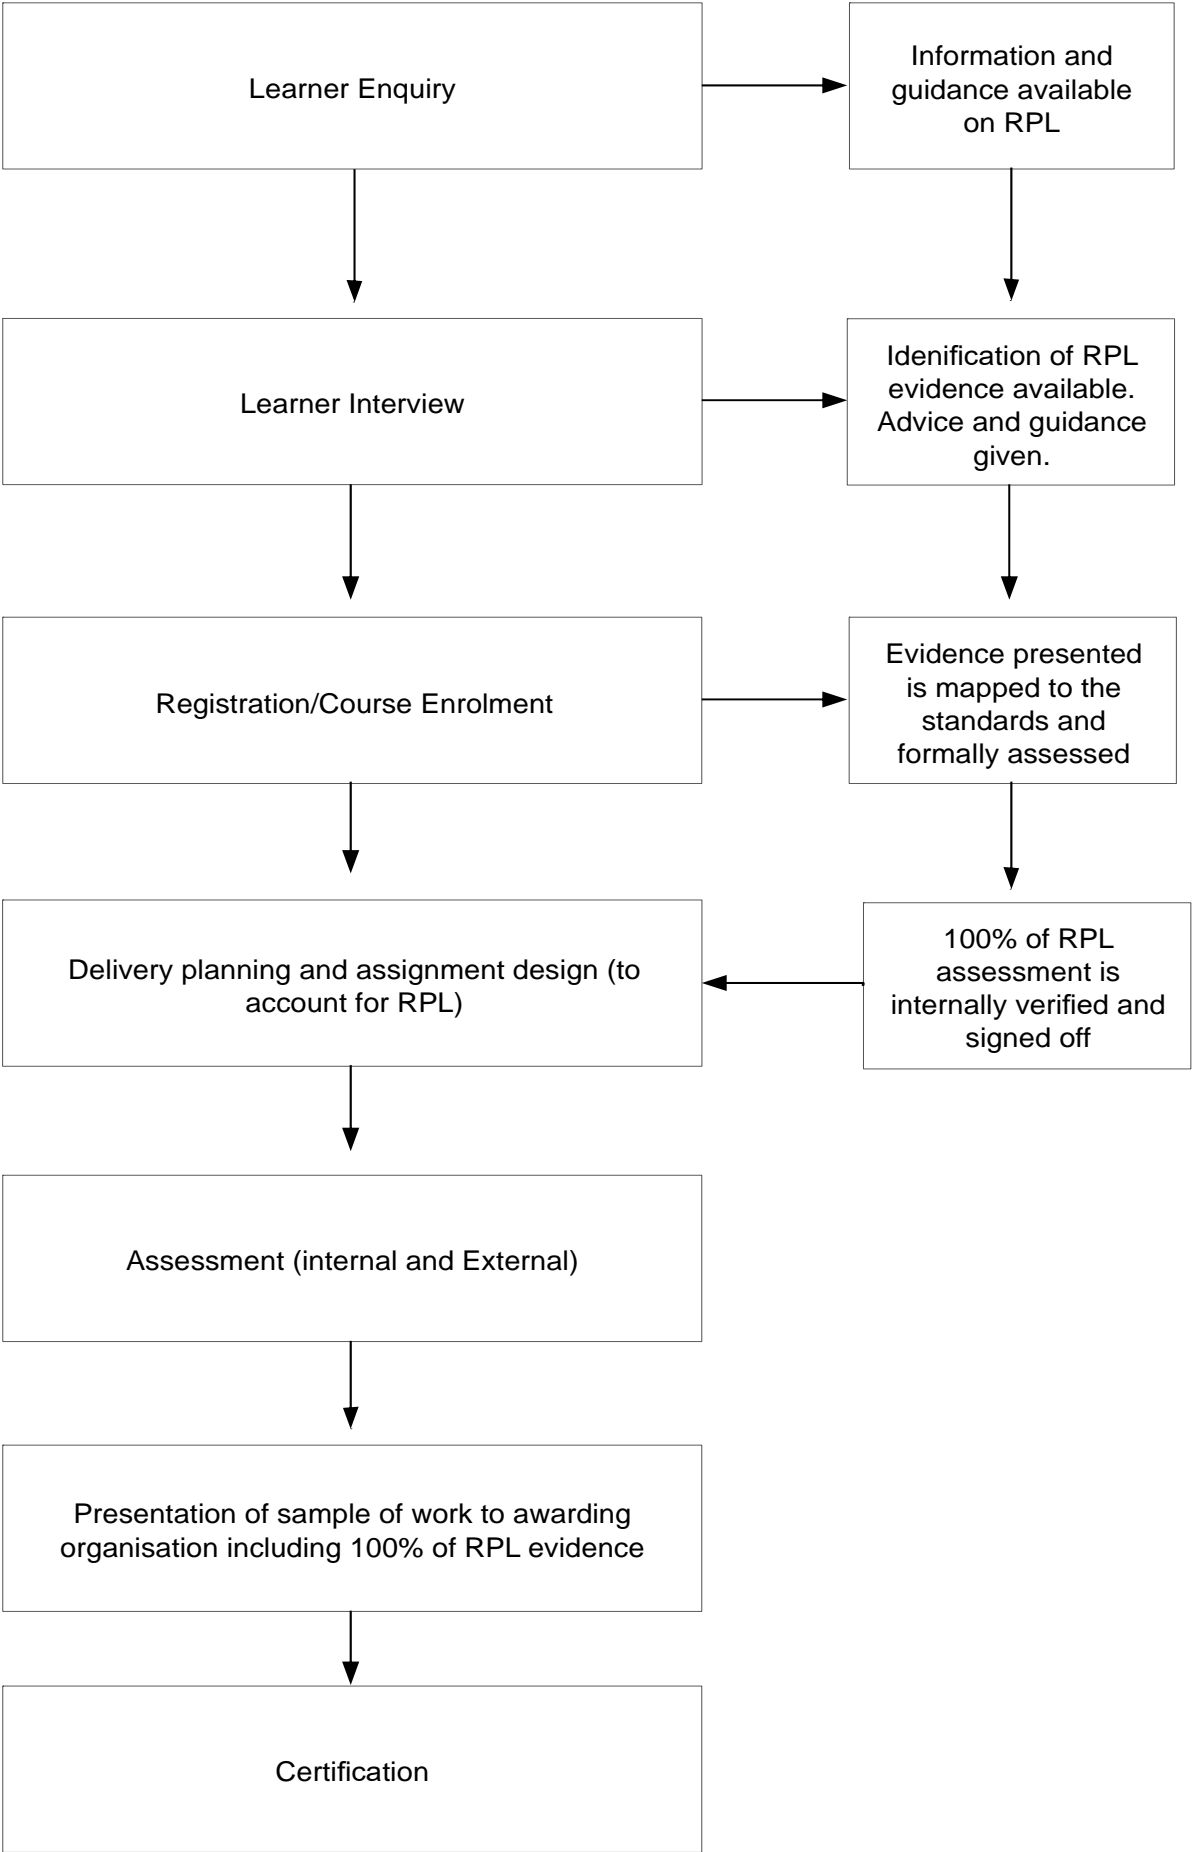 Learner Enquiry
Information and
guidance available
on RPL
Learner Interview
Idenification of RPL
evidence available.
Advice and guidance
given.
Registration/Course Enrolment
Evidence presented
is mapped to the
standards and
formally assessed
Delivery planning and assignment design (to
account for RPL)
100% of RPL
assessment is
internally verified and
signed off
Assessment (internal and External)
Presentation of sample of work to awarding
organisation including 100% of RPL evidence
Certification